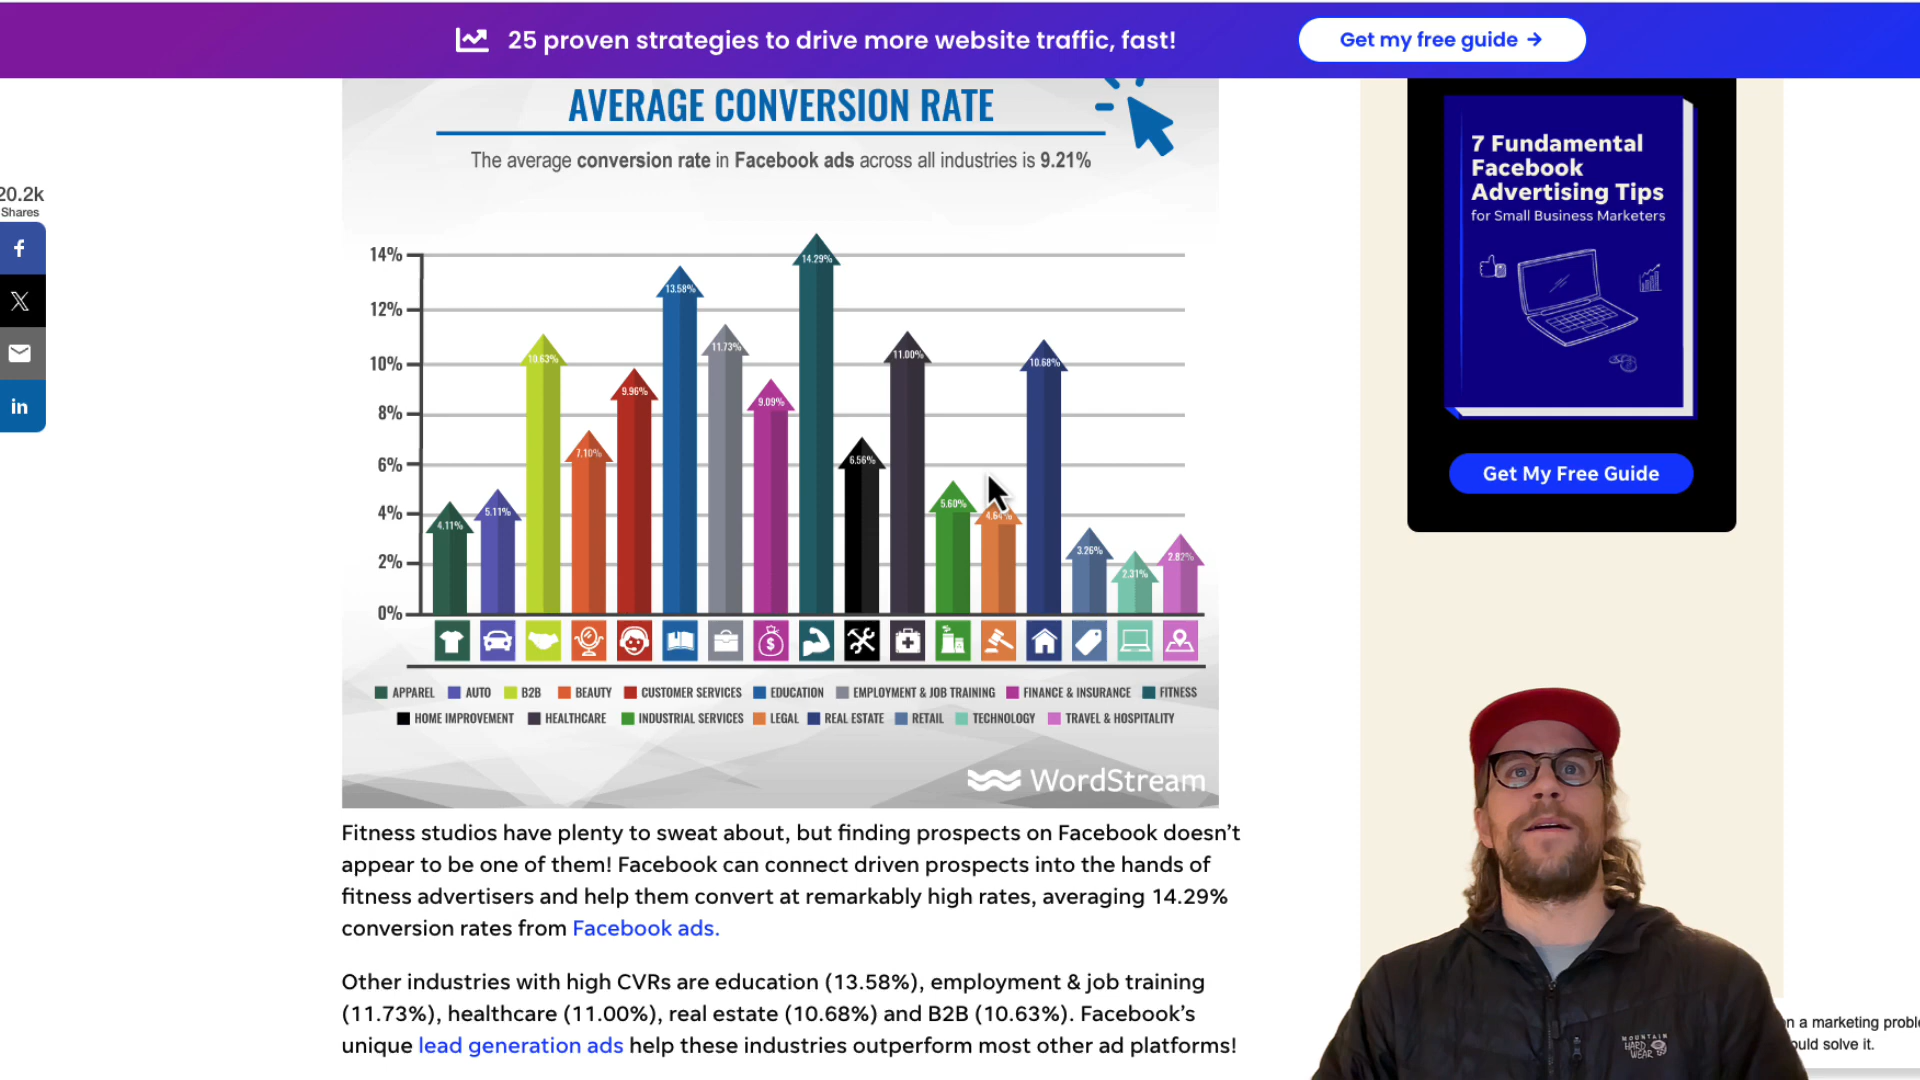 25 proven strategies to drive more website traffic, fast!
Get my free guide →
AVERAGE CONVERSION RATE
The average conversion rate in Facebook ads across all industries is 9.21%
20.2k
Shares
14%
12%
10%
8%
6%
4%
2%
0%
4.11%
5.11%
10.63%
7.10%
9.96%
13.58%
11.73%
9.09%
14.29%
6.56%
11.00%
5.60%
4.64%
10.68%
3.26%
2.31%
2.82%
APPAREL AUTO B2B BEAUTY CUSTOMER SERVICES EDUCATION EMPLOYMENT & JOB TRAINING FINANCE & INSURANCE FITNESS
HOME IMPROVEMENT HEALTHCARE INDUSTRIAL SERVICES LEGAL REAL ESTATE RETAIL TECHNOLOGY TRAVEL & HOSPITALITY
WordStream
Fitness studios have plenty to sweat about, but finding prospects on Facebook doesn’t
appear to be one of them! Facebook can connect driven prospects into the hands of
fitness advertisers and help them convert at remarkably high rates, averaging 14.29%
conversion rates from Facebook ads.
Other industries with high CVRs are education (13.58%), employment & job training
(11.73%), healthcare (11.00%), real estate (10.68%) and B2B (10.63%). Facebook’s
unique lead generation ads help these industries outperform most other ad platforms!
7 Fundamental
Facebook
Advertising Tips
for Small Business Marketers
Get My Free Guide
n a marketing proble
ould solve it.
MOUNTAIN
HARD
WEAR